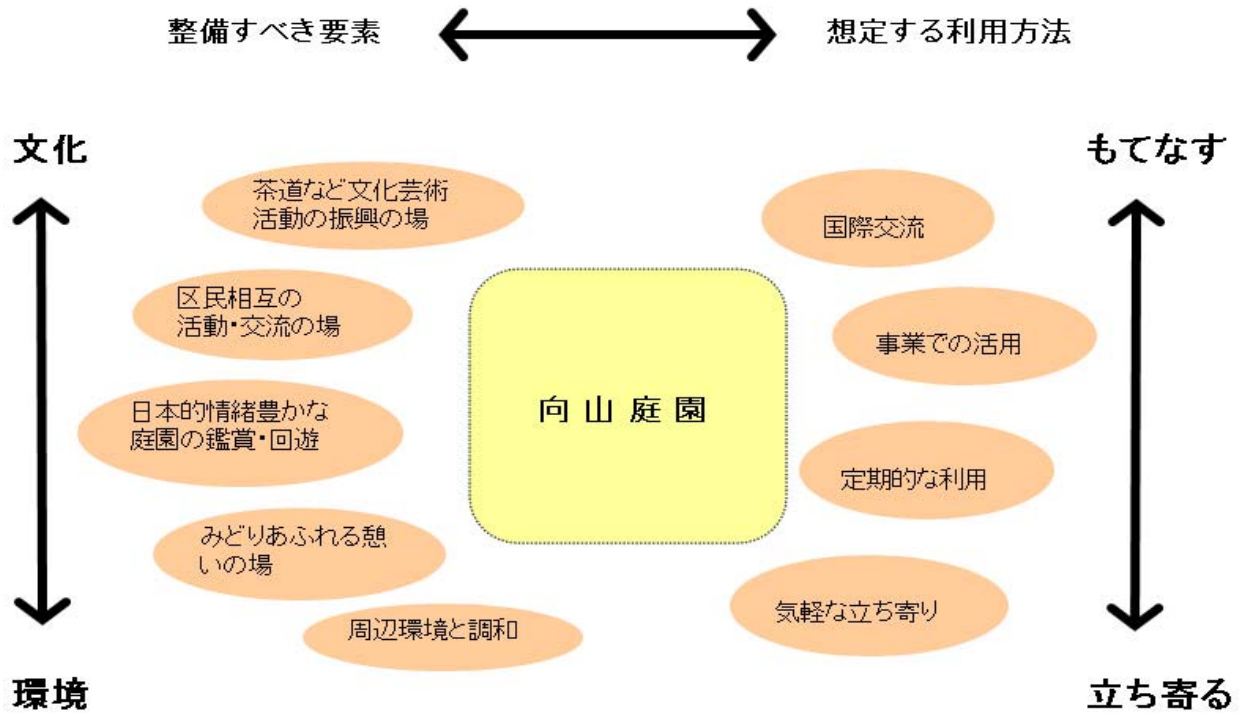 整備すべき要素
想定する利用方法
文化
もてなす
茶道など文化芸術
活動の振興の場
国際交流
区民相互の
活動・交流の場
事業での活用
日本的情緒豊かな
庭園の鑑賞・回遊
向山庭園
定期的な利用
みどりあふれる憩
いの場
気軽な立ち寄り
周辺環境と調和
環境
立ち寄る